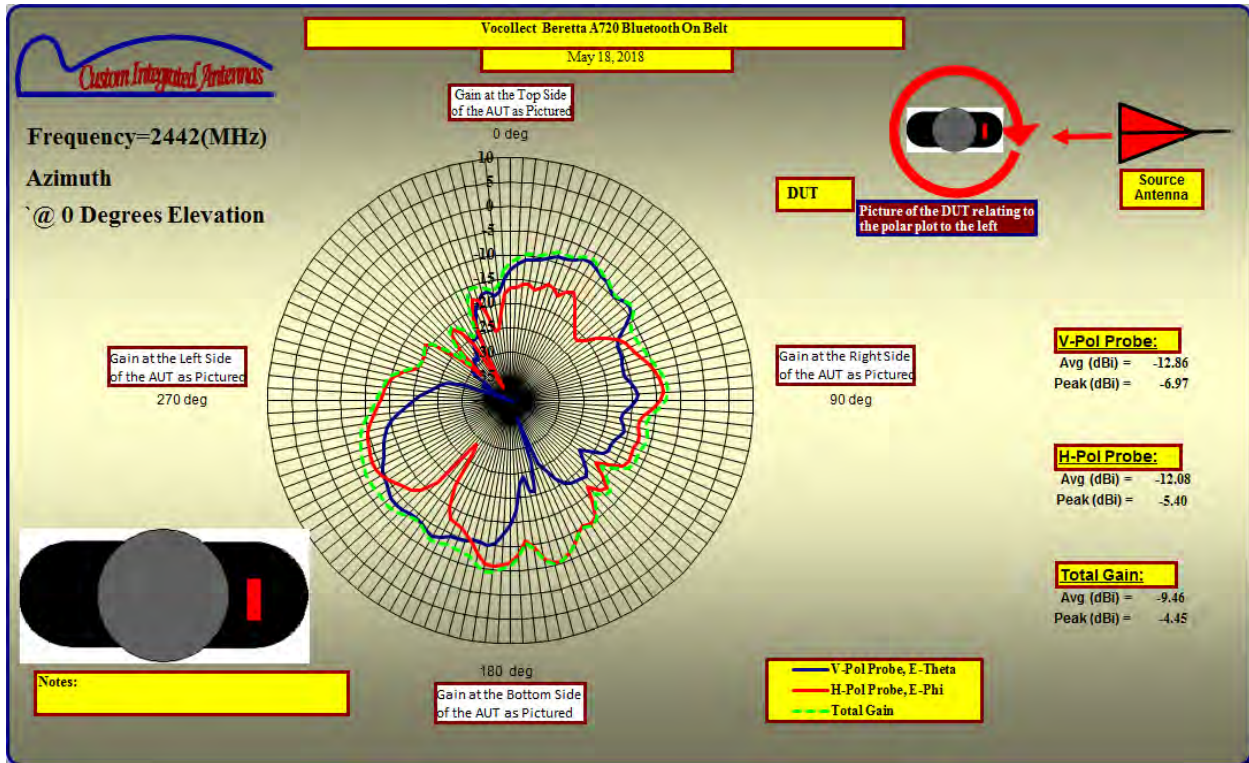 Vocollect Beretta A720 Bluetooth On Belt
May 18, 2018
Custom Integrated Antennas
Frequency=2442(MHz)
Azimuth
`@ 0 Degrees Elevation
Gain at the Top Side
of the AUT as Pictured
0 deg
10
5
0
-5
-10
-15
-20
-25
-30
-35
DUT
Picture of the DUT relating to
the polar plot to the left
Source
Antenna
Gain at the Left Side
of the AUT as Pictured
270 deg
Gain at the Right Side
of the AUT as Pictured
90 deg
V-Pol Probe:
Avg (dBi) = -12.86
Peak (dBi) = -6.97
H-Pol Probe:
Avg (dBi) = -12.08
Peak (dBi) = -5.40
Total Gain:
Avg (dBi) = -9.46
Peak (dBi) = -4.45
180 deg
Gain at the Bottom Side
of the AUT as Pictured
Notes:
V-Pol Probe, E-Theta
H-Pol Probe, E-Phi
Total Gain